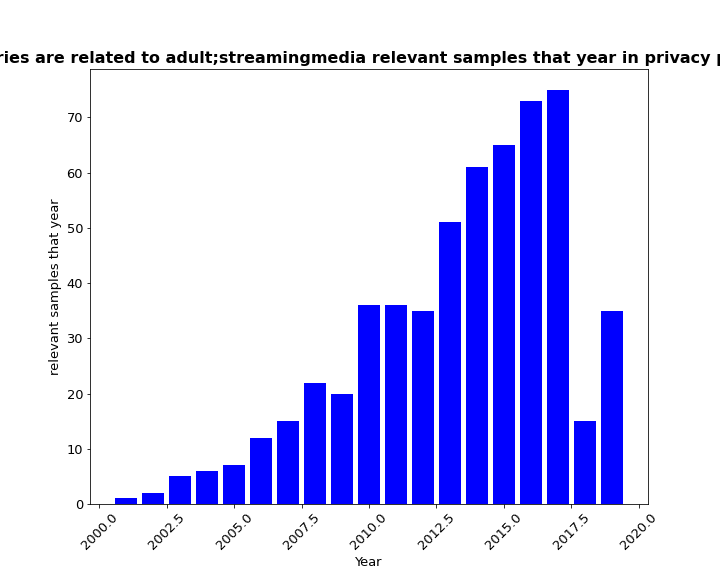 ries are related to adult;streamingmedia relevant samples that year in privacy p
70
60
50
40
30
20
10
0
relevant samples that year
2000.0 2002.5 2005.0 2007.5 2010.0 2012.5 2015.0 2017.5 2020.0
Year